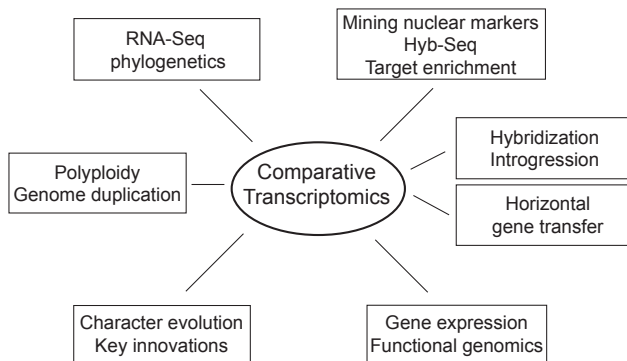 RNA-Seq
phylogenetics
Mining nuclear markers
Hyb-Seq
Target enrichment
Polyploidy
Genome duplication
Comparative
Transcriptomics
Hybridization
Introgression
Horizontal
gene transfer
Character evolution
Key innovations
Gene expression
Functional genomics